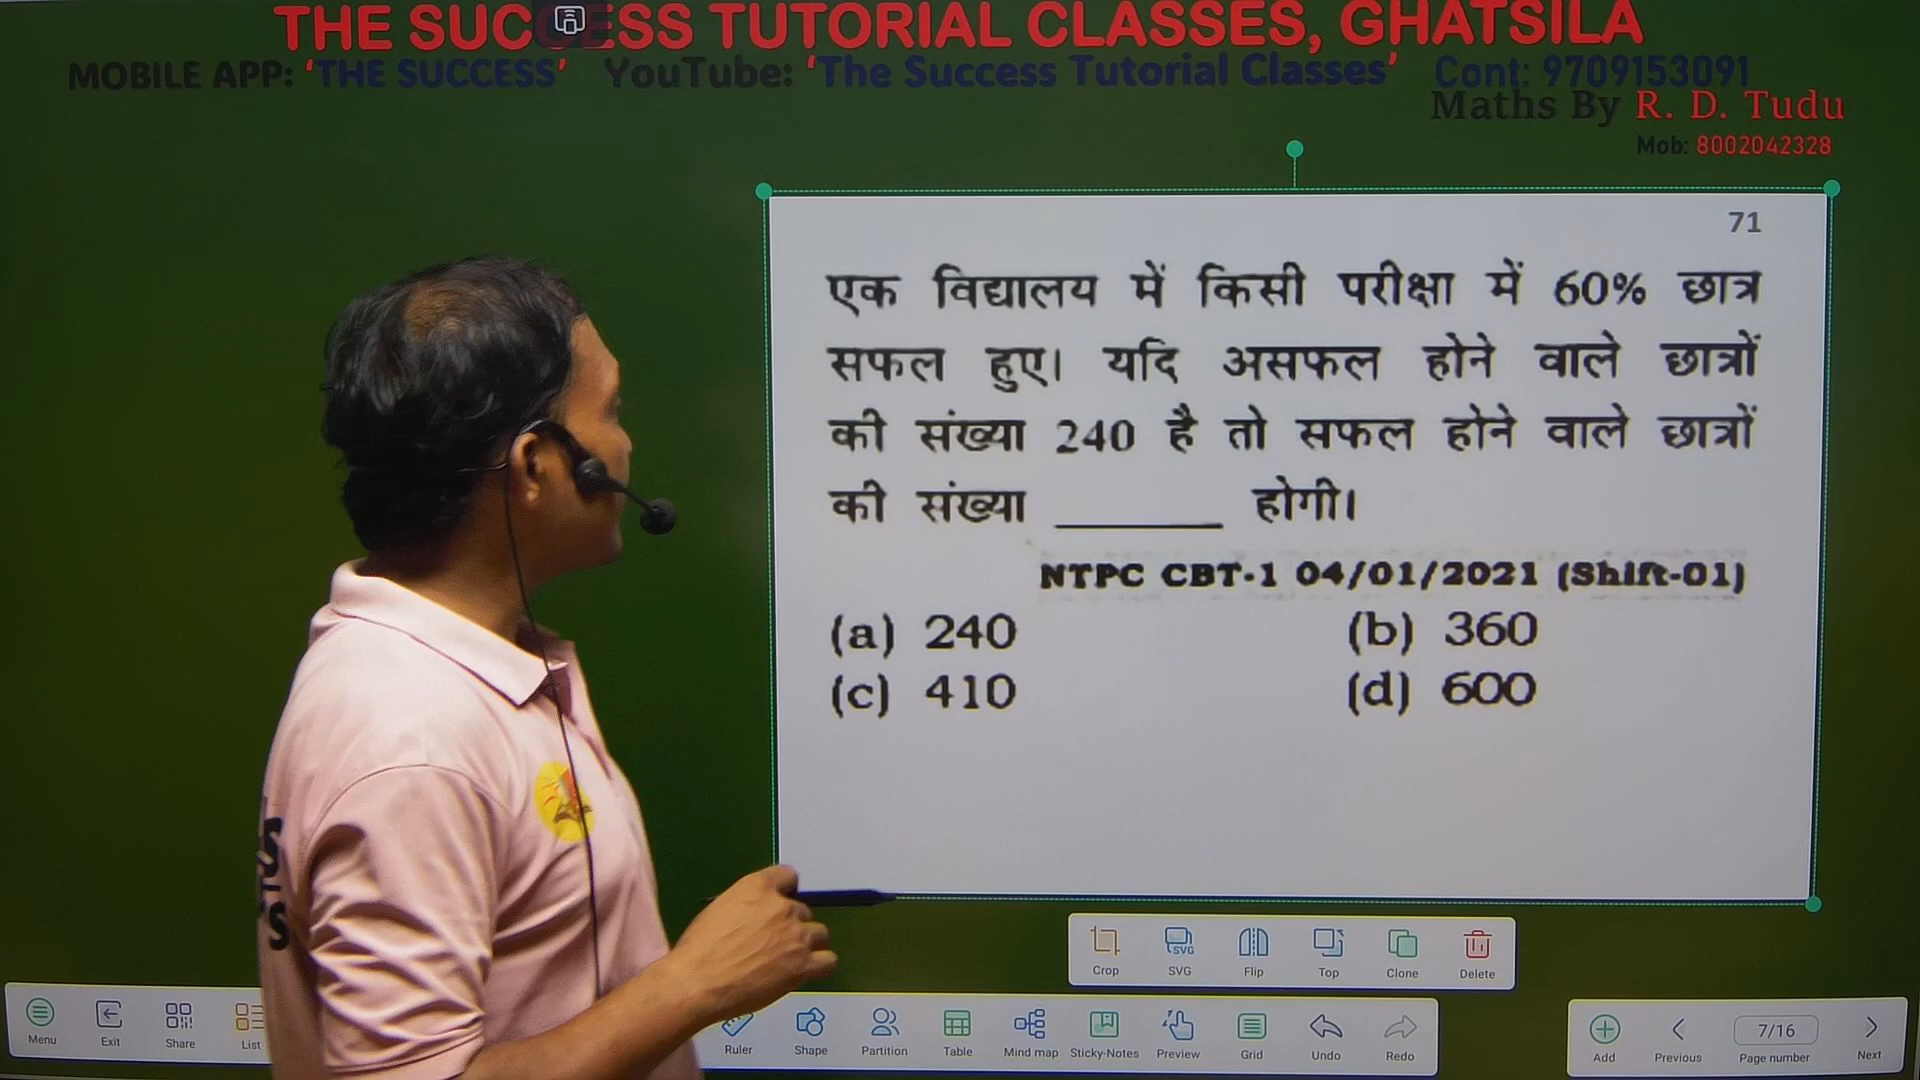 THE SUCCESS TUTORIAL CLASSES, GHATSILA
MOBILE APP: 'THE SUCCESS' YouTube: 'The Success Tutorial Classes' Cont: 9709153091
Maths By R. D. Tudu
Mob: 8002042328
71
एक विद्यालय में किसी परीक्षा में 60% छात्र
सफल हुए। यदि असफल होने वाले छात्रों
की संख्या 240 है तो सफल होने वाले छात्रों
की संख्या ______ होगी।
NTPC CBT-1 04/01/2021 (Shift-01)
(a) 240 (b) 360
(c) 410 (d) 600
Crop SVG Flip Top Clone Delete
Menu Exit Share List Ruler Shape Partition Table Mind map Sticky-Notes Preview Grid Undo Redo Add Previous 7/16 Page number Next